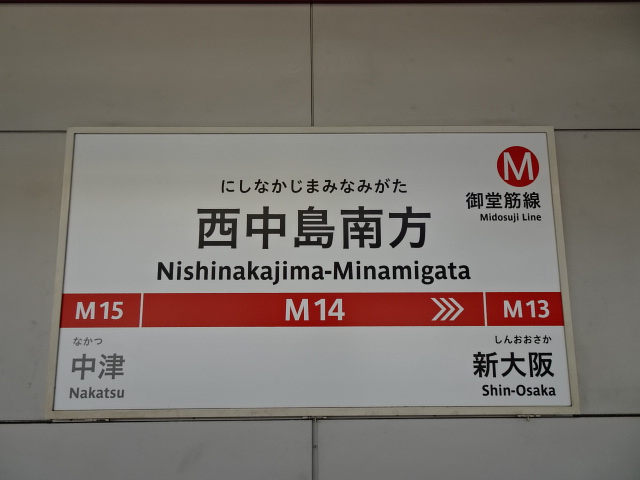 M
御堂筋線
Midosuji Line
にしなかじまみなみがた
西中島南方
Nishinakajima-Minamigata
M15
M14
M13
なかつ
中津
Nakatsu
しんおおさか
新大阪
Shin-Osaka